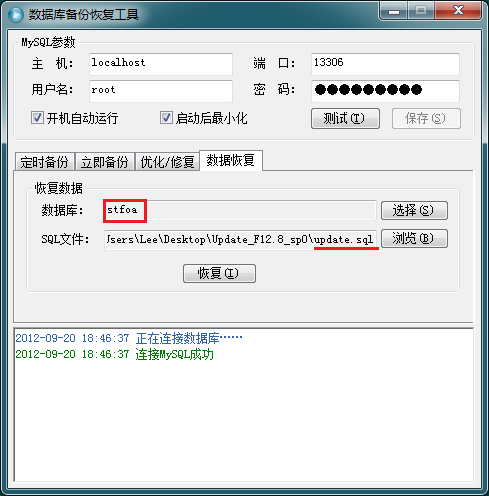 数据库备份恢复工具
MySQL参数
主 机: localhost 端 口: 13306
用户名: root 密 码: ●●●●●●●●●
开机自动运行 启动后最小化 测试(T) 保存(S)
定时备份 立即备份 优化/修复 数据恢复
恢复数据
数据库: stfoa 选择(S)
SQL文件: Users\Lee\Desktop\Update_F12.8_sp0\update.sql 浏览(B)
恢复(I)
2012-09-20 18:46:37 正在连接数据库……
2012-09-20 18:46:37 连接MySQL成功